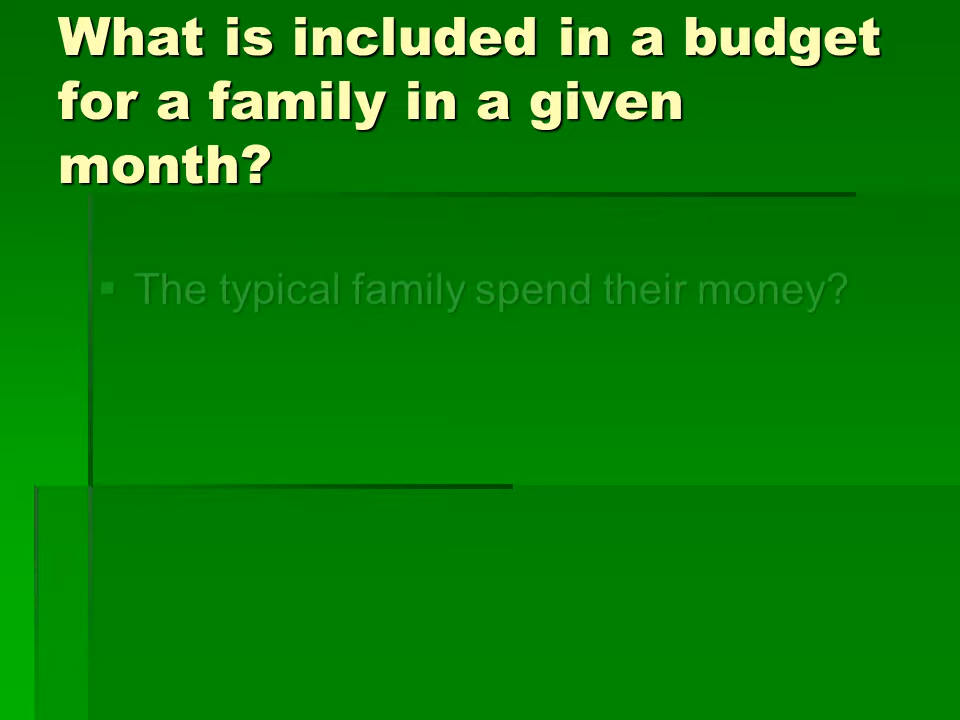 What is included in a budget
for a family in a given
month?
▪ The typical family spend their money?